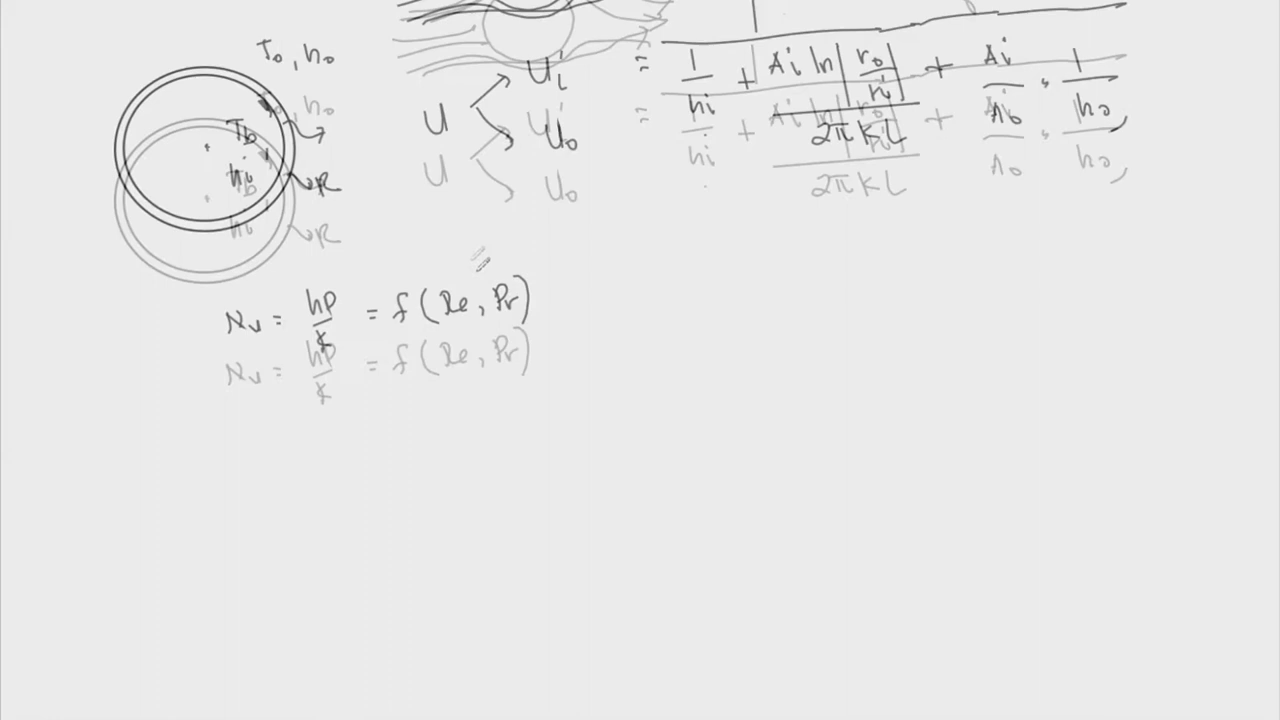 To, ho
Tb
hi
R
U Ui
Uo
= 1/hi + Ai ln|ro/ri| / 2πKL + Ai/Ao · 1/ho
Nu = hD/k = f(Re, Pr)